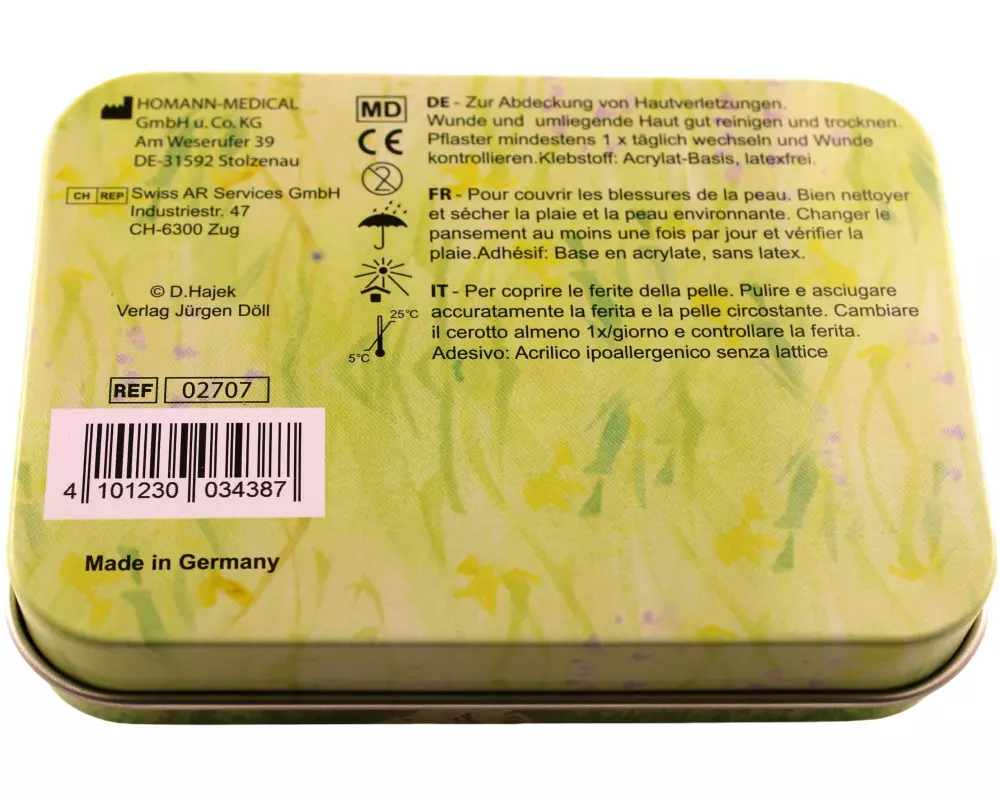 HOMANN-MEDICAL
GmbH u. Co. KG
Am Weserufer 39
DE-31592 Stolzenau
CH REP Swiss AR Services GmbH
Industriestr. 47
CH-6300 Zug
© D.Hajek
Verlag Jürgen Döll
REF 02707
4 101230 034387
Made in Germany
MD
CE
2
25°C
5°C
DE - Zur Abdeckung von Hautverletzungen.
Wunde und umliegende Haut gut reinigen und trocknen.
Pflaster mindestens 1 x täglich wechseln und Wunde
kontrollieren.Klebstoff: Acrylat-Basis, latexfrei.
FR - Pour couvrir les blessures de la peau. Bien nettoyer
et sécher la plaie et la peau environnante. Changer le
pansement au moins une fois par jour et vérifier la
plaie.Adhésif: Base en acrylate, sans latex.
IT - Per coprire le ferite della pelle. Pulire e asciugare
accuratamente la ferita e la pelle circostante. Cambiare
il cerotto almeno 1x/giorno e controllare la ferita.
Adesivo: Acrilico ipoallergenico senza lattice